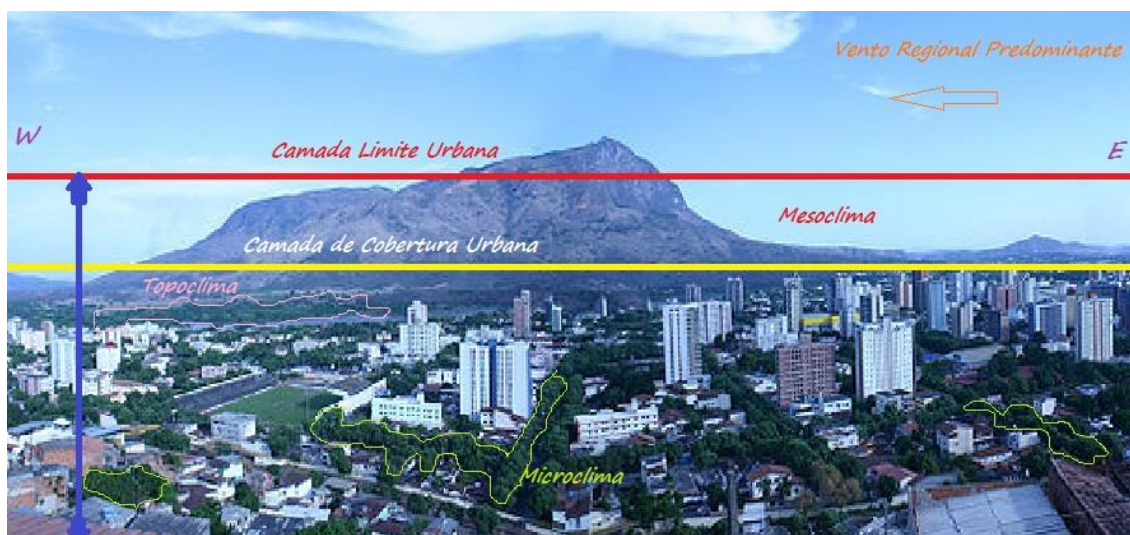 Vento Regional Predominante
W
Camada Limite Urbana
E
Mesoclima
Camada de Cobertura Urbana
Topoclima
Microclima